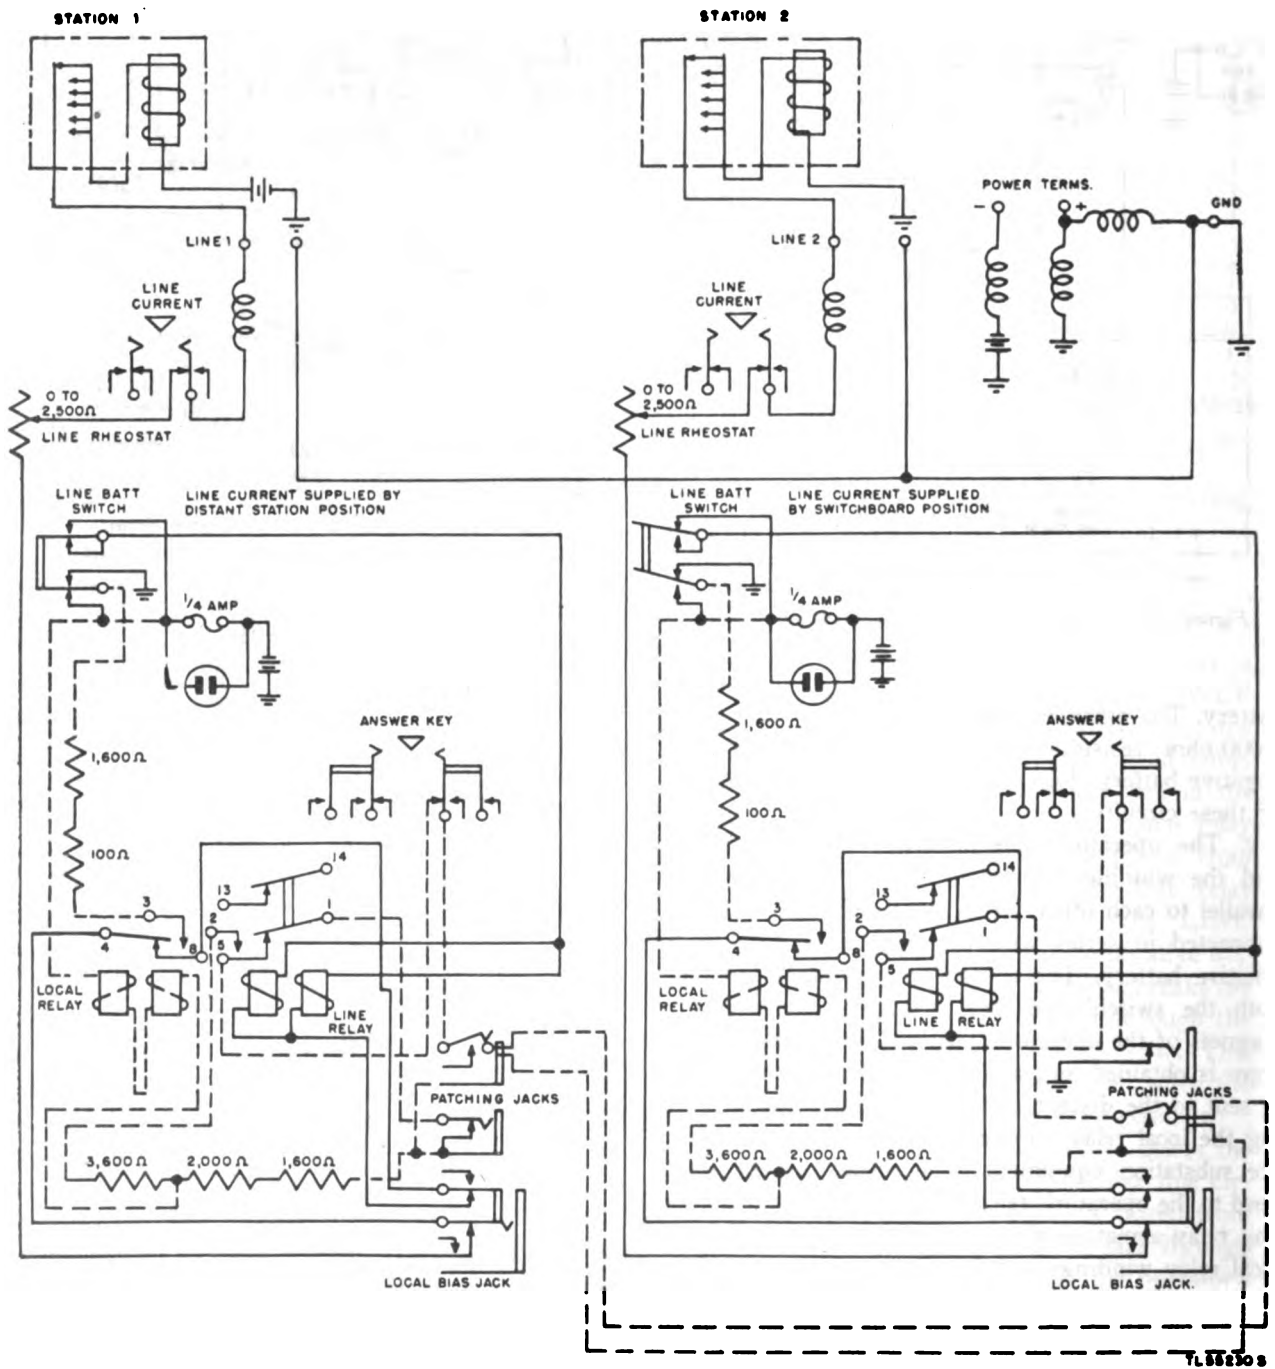 STATION 1
STATION 2
POWER TERMS.
- + GND
LINE 1
LINE 2
LINE
CURRENT
LINE
CURRENT
0 TO
2,500Ω
LINE RHEOSTAT
0 TO
2,500Ω
LINE RHEOSTAT
LINE BATT
SWITCH
LINE CURRENT SUPPLIED BY
DISTANT STATION POSITION
LINE BATT
SWITCH
LINE CURRENT SUPPLIED
BY SWITCHBOARD POSITION
1/4 AMP
1/4 AMP
1,600Ω
100Ω
ANSWER KEY
1,600Ω
100Ω
ANSWER KEY
14
13
1
3
2
4
8
5
LOCAL
RELAY
LINE
RELAY
14
13
1
3
2
4
8
5
LOCAL
RELAY
LINE RELAY
PATCHING JACKS
PATCHING JACKS
3,600Ω 2,000Ω 1,600Ω
3,600Ω 2,000Ω 1,600Ω
LOCAL BIAS JACK
LOCAL BIAS JACK.
TL55230S